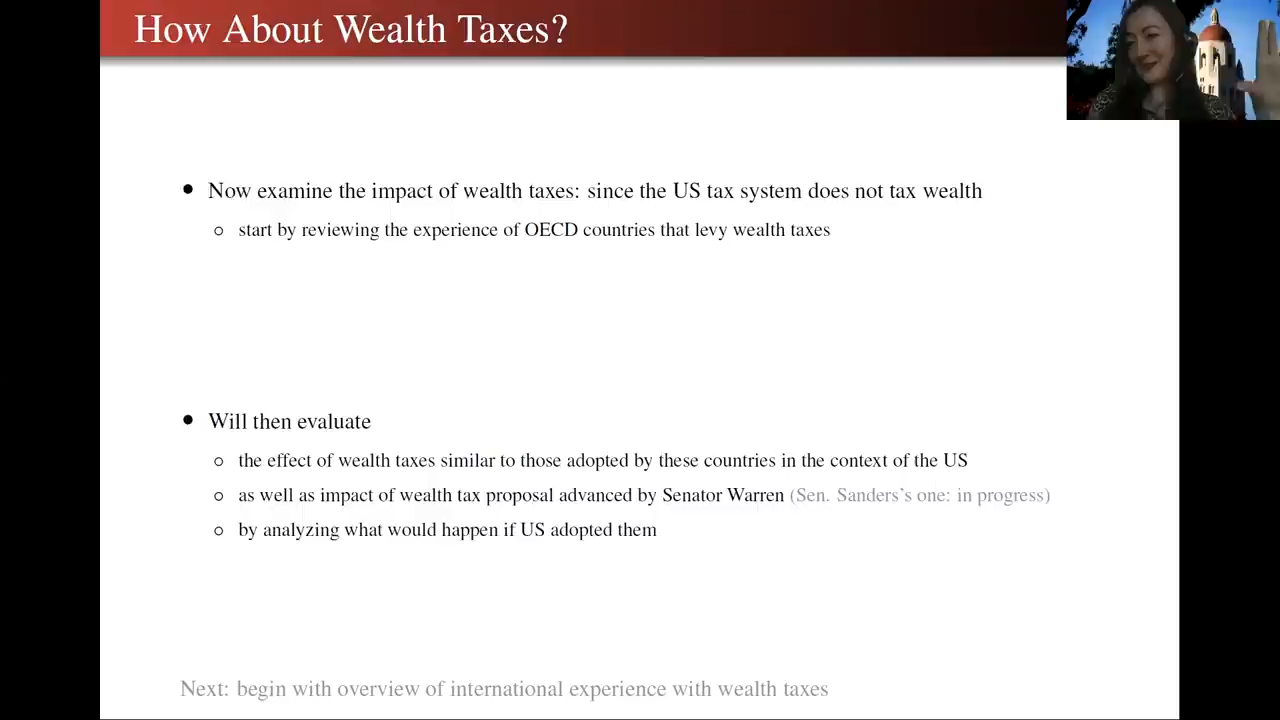 How About Wealth Taxes?
Now examine the impact of wealth taxes: since the US tax system does not tax wealth
start by reviewing the experience of OECD countries that levy wealth taxes
Will then evaluate
the effect of wealth taxes similar to those adopted by these countries in the context of the US
as well as impact of wealth tax proposal advanced by Senator Warren (Sen. Sanders's one: in progress)
by analyzing what would happen if US adopted them
Next: begin with overview of international experience with wealth taxes